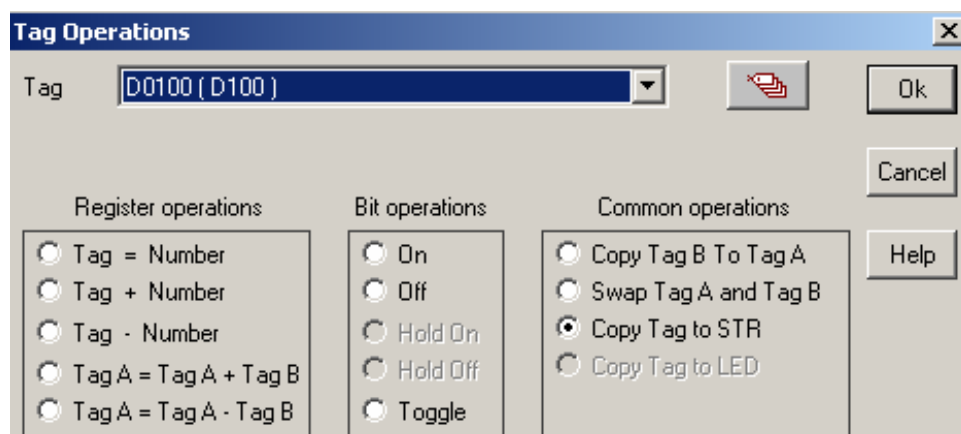 Tag Operations
Tag D0100 ( D100 ) Ok
Cancel
Help
Register operations
Tag = Number
Tag + Number
Tag - Number
Tag A = Tag A + Tag B
Tag A = Tag A - Tag B
Bit operations
On
Off
Hold On
Hold Off
Toggle
Common operations
Copy Tag B To Tag A
Swap Tag A and Tag B
Copy Tag to STR
Copy Tag to LED